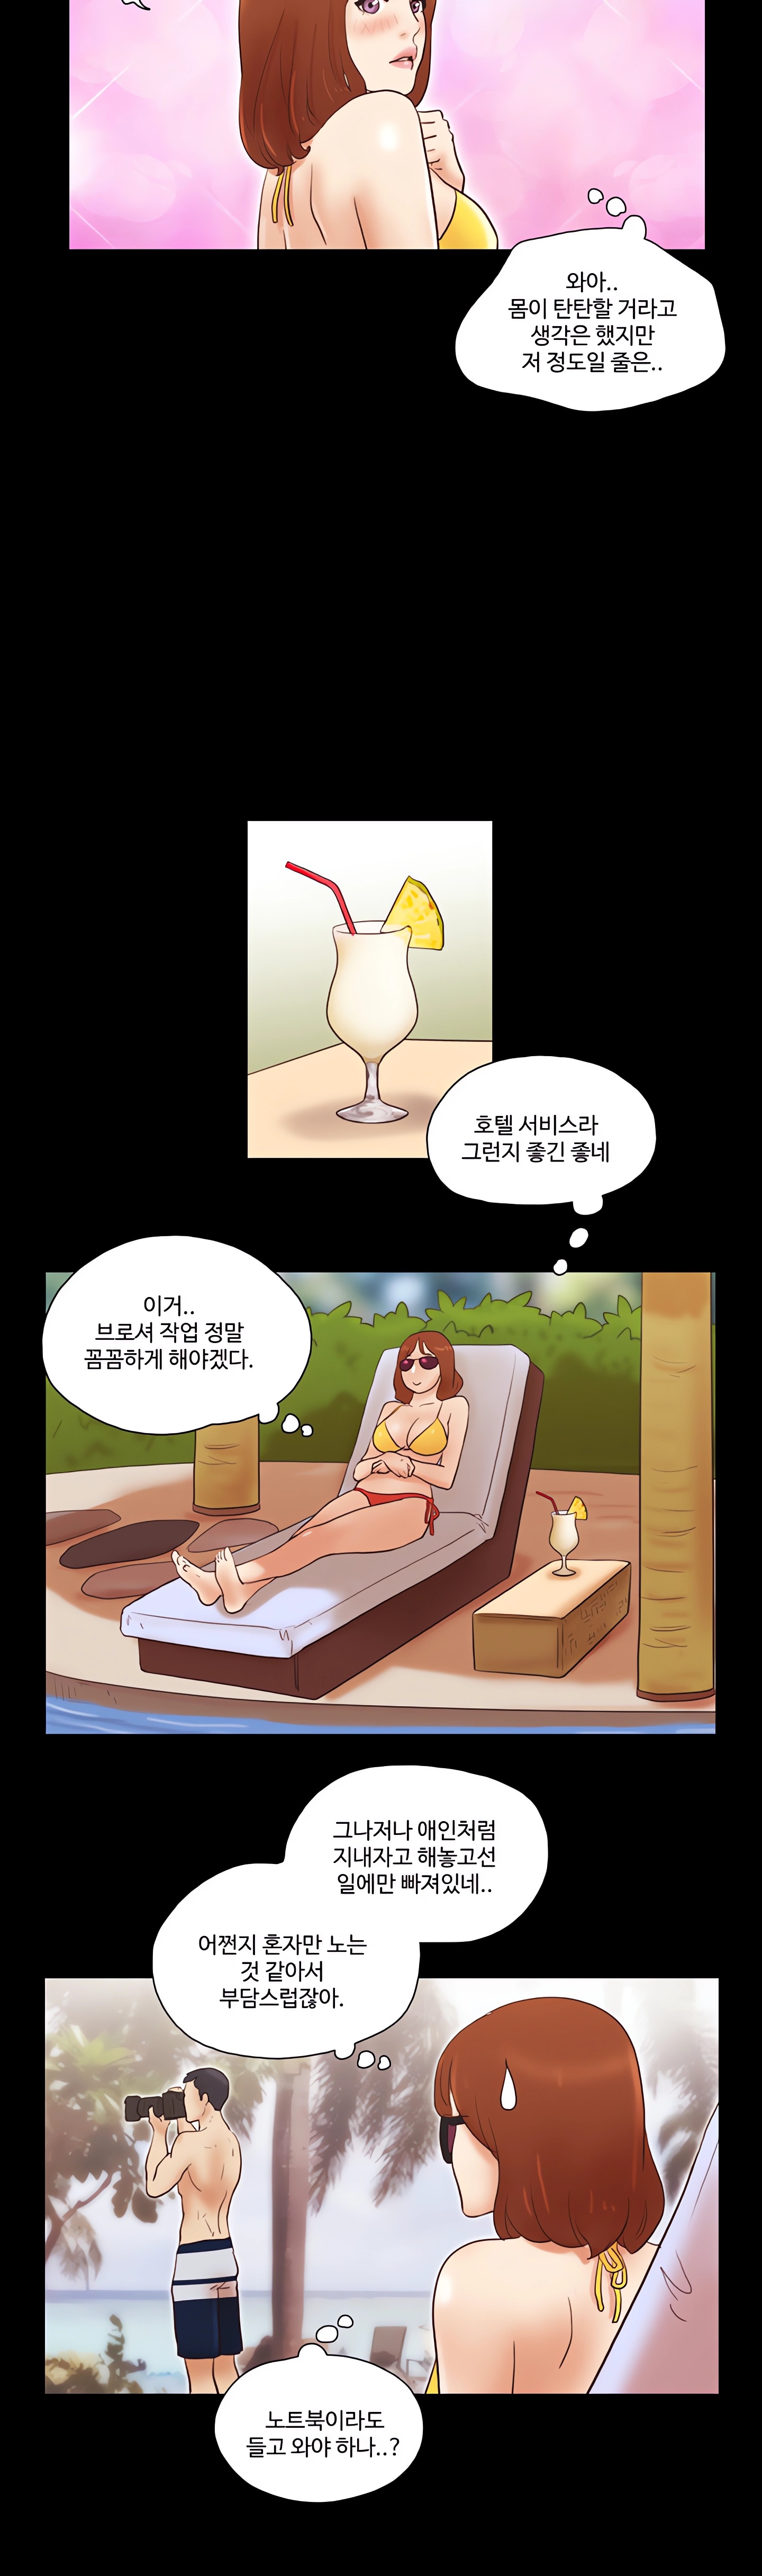 와아..
몸이 탄탄할 거라고
생각은 했지만
저 정도일 줄은..
호텔 서비스라
그런지 좋긴 좋네
이거..
브로셔 작업 정말
꼼꼼하게 해야겠다.
그나저나 애인처럼
지내자고 해놓고선
일에만 빠져있네..
어쩐지 혼자만 노는
것 같아서
부담스럽잖아.
노트북이라도
들고 와야 하나..?